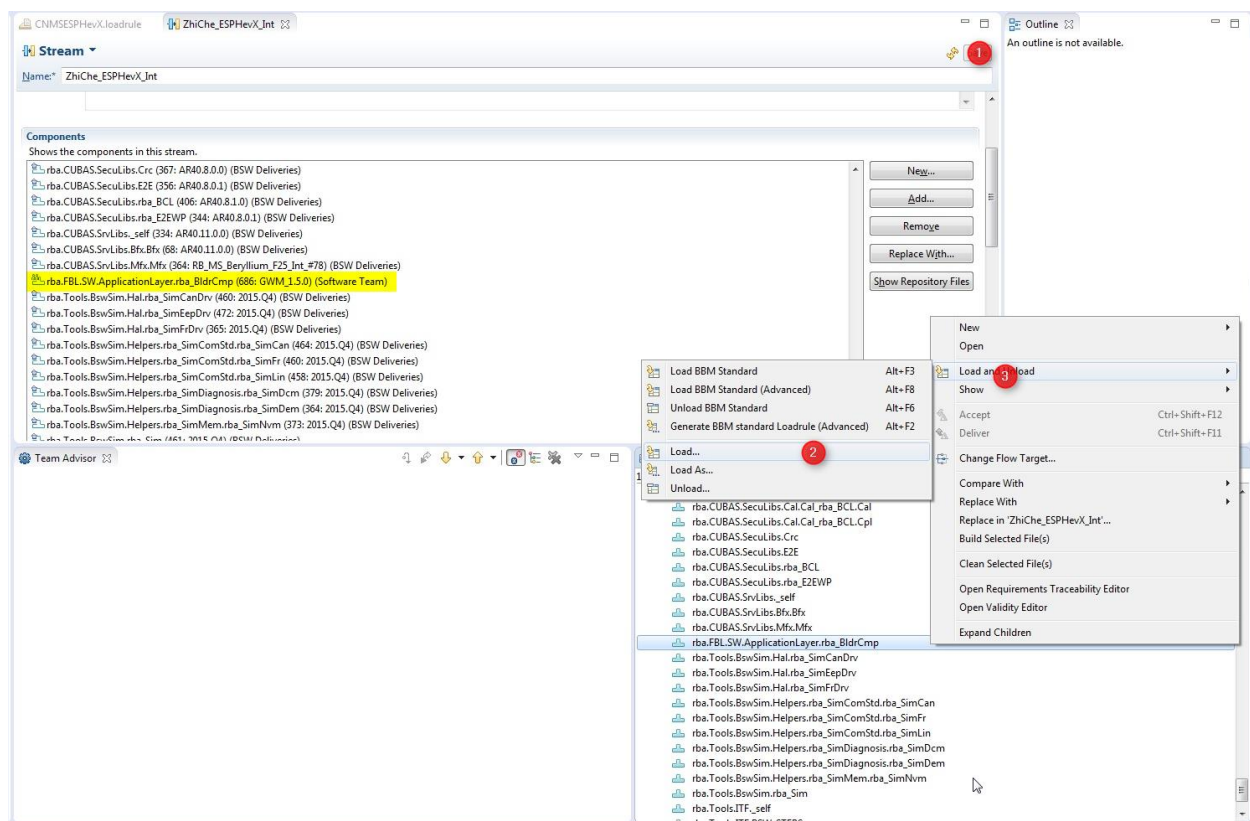 CNMSESPHevX.loadrule
ZhiChe_ESPHevX_Int
Outline
An outline is not available.
Stream
1
Name:* ZhiChe_ESPHevX_Int
Components
Shows the components in this stream.
rba.CUBAS.SecuLibs.Crc (367: AR40.8.0.0) (BSW Deliveries)
rba.CUBAS.SecuLibs.E2E (356: AR40.8.0.1) (BSW Deliveries)
rba.CUBAS.SecuLibs.rba_BCL (406: AR40.8.1.0) (BSW Deliveries)
rba.CUBAS.SecuLibs.rba_E2EWP (344: AR40.8.0.1) (BSW Deliveries)
rba.CUBAS.SrvLibs._self (334: AR40.11.0.0) (BSW Deliveries)
rba.CUBAS.SrvLibs.Bfx.Bfx (68: AR40.11.0.0) (BSW Deliveries)
rba.CUBAS.SrvLibs.Mfx.Mfx (364: RB_MS_Beryllium_F25_Int_#78) (BSW Deliveries)
rba.FBL.SW.ApplicationLayer.rba_BldrCmp (686: GWM_1.5.0) (Software Team)
rba.Tools.BswSim.Hal.rba_SimCanDrv (460: 2015.Q4) (BSW Deliveries)
rba.Tools.BswSim.Hal.rba_SimEepDrv (472: 2015.Q4) (BSW Deliveries)
rba.Tools.BswSim.Hal.rba_SimFrDrv (365: 2015.Q4) (BSW Deliveries)
rba.Tools.BswSim.Helpers.rba_SimComStd.rba_SimCan (464: 2015.Q4) (BSW Deliveries)
rba.Tools.BswSim.Helpers.rba_SimComStd.rba_SimFr (460: 2015.Q4) (BSW Deliveries)
rba.Tools.BswSim.Helpers.rba_SimComStd.rba_SimLin (458: 2015.Q4) (BSW Deliveries)
rba.Tools.BswSim.Helpers.rba_SimDiagnosis.rba_SimDcm (379: 2015.Q4) (BSW Deliveries)
rba.Tools.BswSim.Helpers.rba_SimDiagnosis.rba_SimDem (364: 2015.Q4) (BSW Deliveries)
rba.Tools.BswSim.Helpers.rba_SimMem.rba_SimNvm (373: 2015.Q4) (BSW Deliveries)
rba.Tools.BswSim.rba_Sim (461: 2015.Q4) (BSW Deliveries)
New...
Add...
Remove
Replace With...
Show Repository Files
New
Open
Load and Unload
3
Show
Accept Ctrl+Shift+F12
Deliver Ctrl+Shift+F11
Change Flow Target...
Compare With
Replace With
Replace in 'ZhiChe_ESPHevX_Int'...
Build Selected File(s)
Clean Selected File(s)
Open Requirements Traceability Editor
Open Validity Editor
Expand Children
Load BBM Standard Alt+F3
Load BBM Standard (Advanced) Alt+F8
Unload BBM Standard Alt+F6
Generate BBM standard Loadrule (Advanced) Alt+F2
Load...
2
Load As...
Unload...
Team Advisor
rba.CUBAS.SecuLibs.Cal.Cal_rba_BCL.Cal
rba.CUBAS.SecuLibs.Cal.Cal_rba_BCL.Cpl
rba.CUBAS.SecuLibs.Crc
rba.CUBAS.SecuLibs.E2E
rba.CUBAS.SecuLibs.rba_BCL
rba.CUBAS.SecuLibs.rba_E2EWP
rba.CUBAS.SrvLibs._self
rba.CUBAS.SrvLibs.Bfx.Bfx
rba.CUBAS.SrvLibs.Mfx.Mfx
rba.FBL.SW.ApplicationLayer.rba_BldrCmp
rba.Tools.BswSim.Hal.rba_SimCanDrv
rba.Tools.BswSim.Hal.rba_SimEepDrv
rba.Tools.BswSim.Hal.rba_SimFrDrv
rba.Tools.BswSim.Helpers.rba_SimComStd.rba_SimCan
rba.Tools.BswSim.Helpers.rba_SimComStd.rba_SimFr
rba.Tools.BswSim.Helpers.rba_SimComStd.rba_SimLin
rba.Tools.BswSim.Helpers.rba_SimDiagnosis.rba_SimDcm
rba.Tools.BswSim.Helpers.rba_SimDiagnosis.rba_SimDem
rba.Tools.BswSim.Helpers.rba_SimMem.rba_SimNvm
rba.Tools.BswSim.rba_Sim
rba.Tools.ITF._self